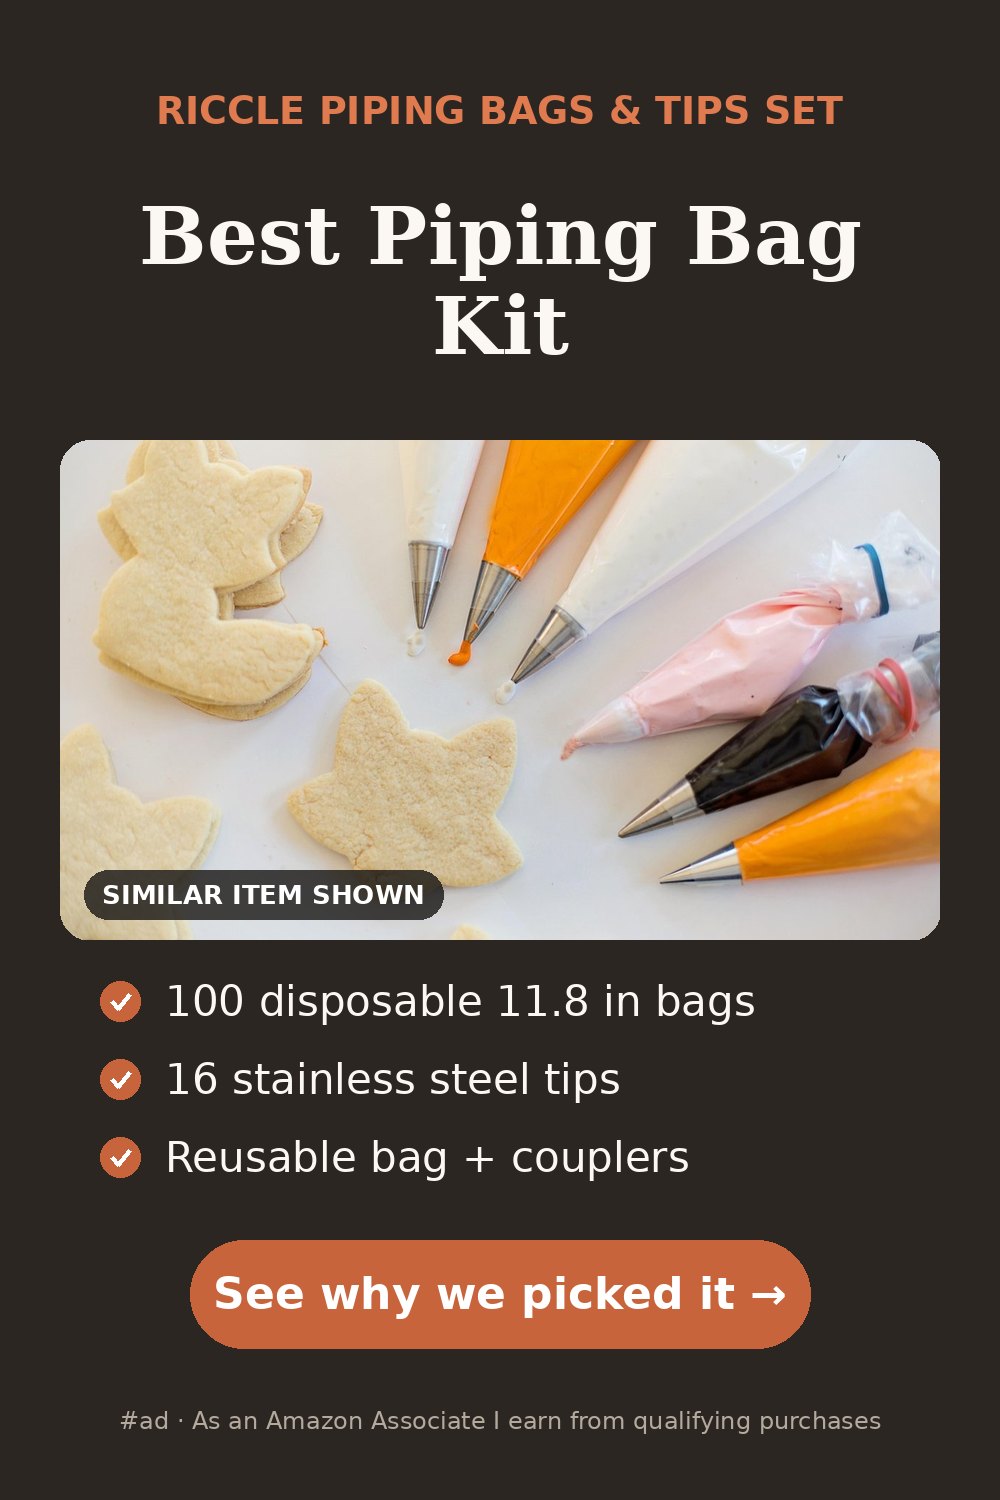 RICCLE PIPING BAGS & TIPS SET
Best Piping Bag
Kit
SIMILAR ITEM SHOWN
100 disposable 11.8 in bags
16 stainless steel tips
Reusable bag + couplers
See why we picked it →
#ad · As an Amazon Associate I earn from qualifying purchases